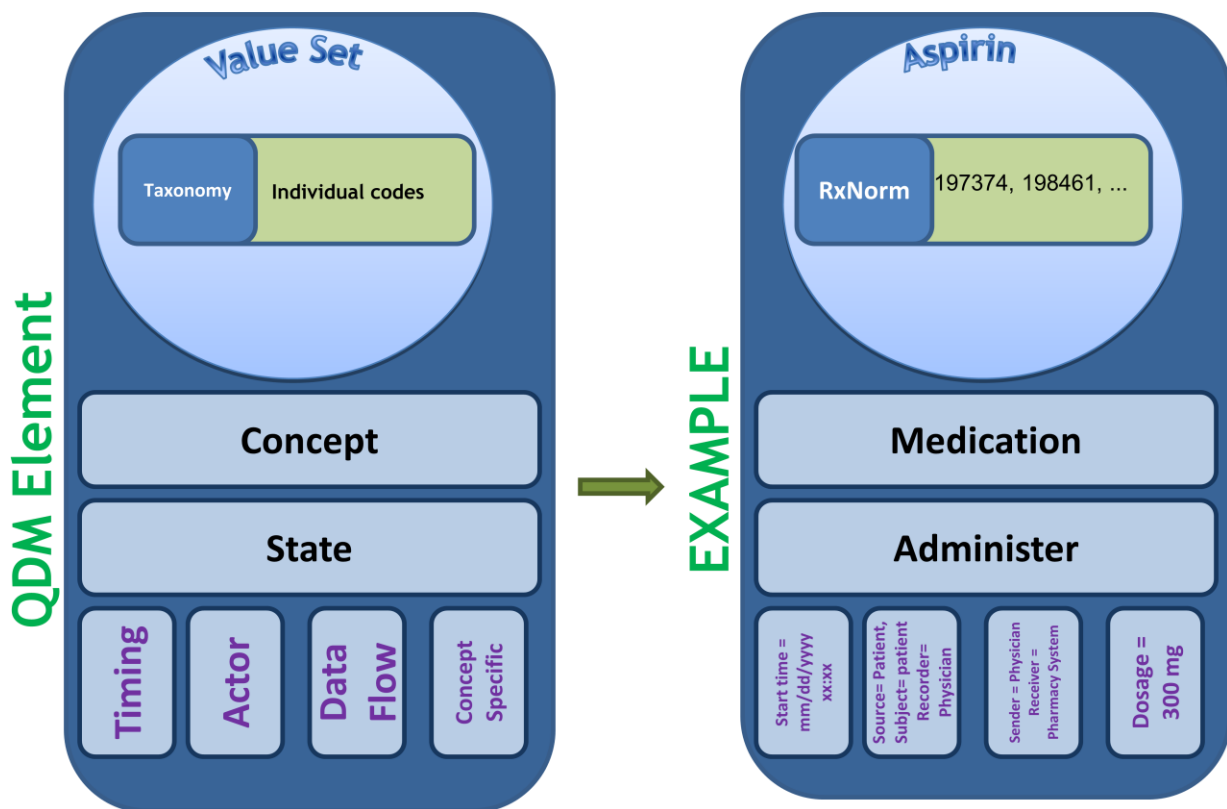 QDM Element
Value Set
Taxonomy
Individual codes
Concept
State
Timing
Actor
Data
Flow
Concept
Specific
EXAMPLE
Aspirin
RxNorm
197374, 198461, ...
Medication
Administer
Start time =
mm/dd/yyyy
xx:xx
Source= Patient,
Subject= patient
Recorder=
Physician
Sender = Physician
Receiver =
Pharmacy System
Dosage =
300 mg